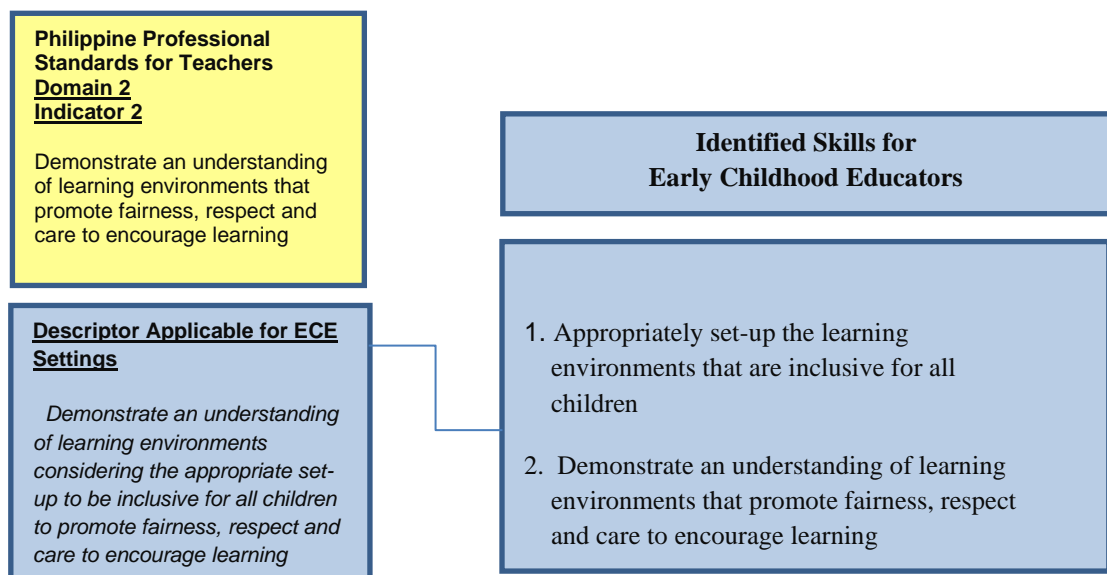 Philippine Professional
Standards for Teachers
Domain 2
Indicator 2
Demonstrate an understanding
of learning environments that
promote fairness, respect and
care to encourage learning
Descriptor Applicable for ECE
Settings
Demonstrate an understanding
of learning environments
considering the appropriate set-
up to be inclusive for all children
to promote fairness, respect and
care to encourage learning
Identified Skills for
Early Childhood Educators
1. Appropriately set-up the learning
environments that are inclusive for all
children
2. Demonstrate an understanding of learning
environments that promote fairness, respect
and care to encourage learning